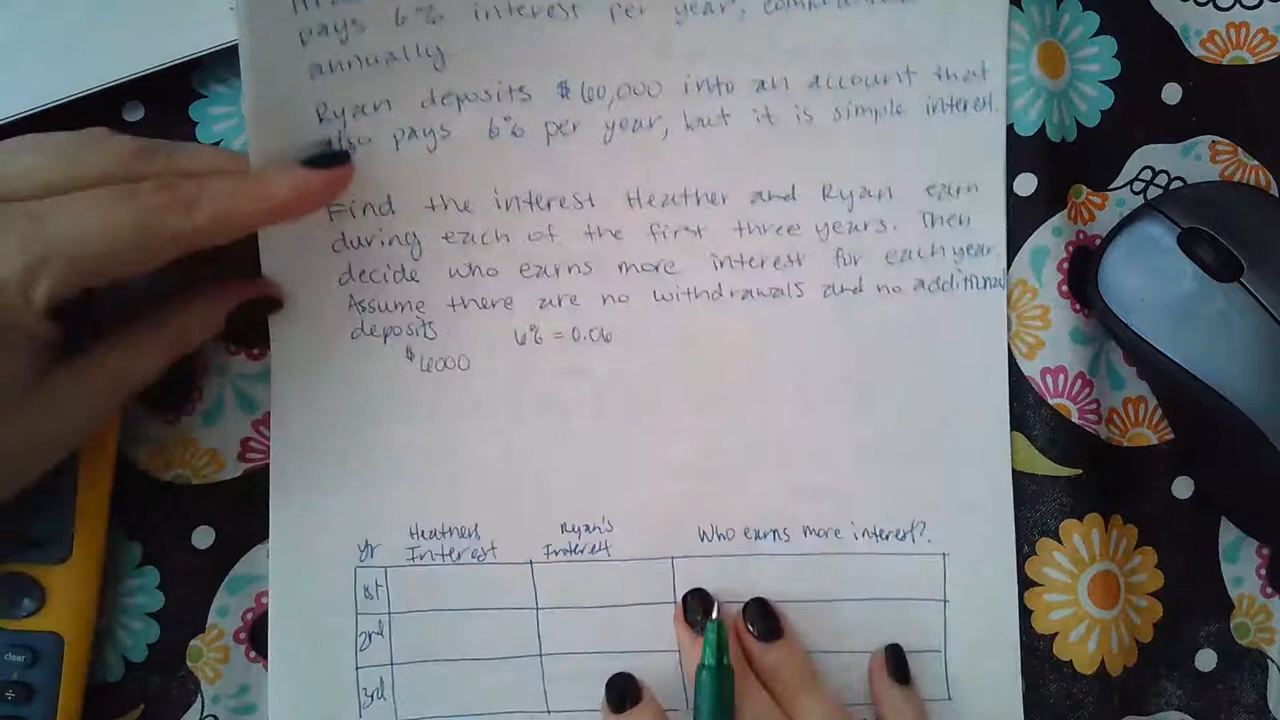 pays 6% interest per year, compounded
annually
Ryan deposits $60,000 into an account that
also pays 6% per year, but it is simple interest.
Find the interest Heather and Ryan earn
during each of the first three years. Then
decide who earns more interest for each year.
Assume there are no withdrawals and no additional
deposits. 6% = 0.06
$6000
yr Heather's Interest Ryan's Interest Who earns more interest?
1st
2nd
3rd
clear
÷